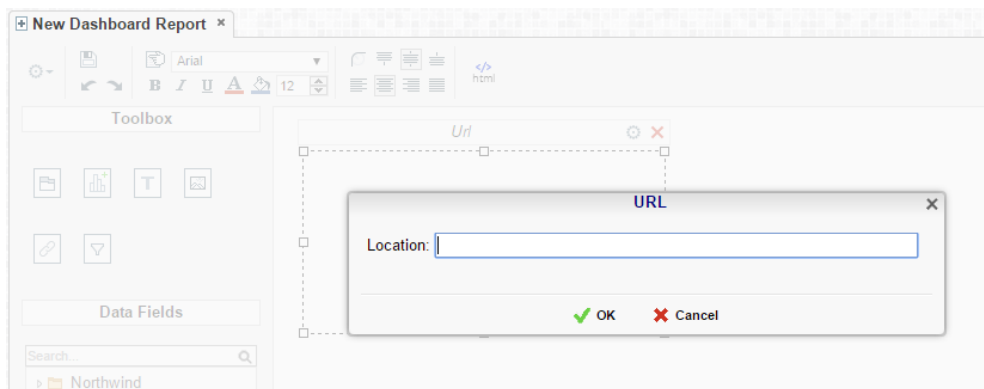 New Dashboard Report ×
Arial
B I U A 12
</>
html
Toolbox
Url
T
URL
Location:
OK Cancel
Data Fields
Search...
Northwind